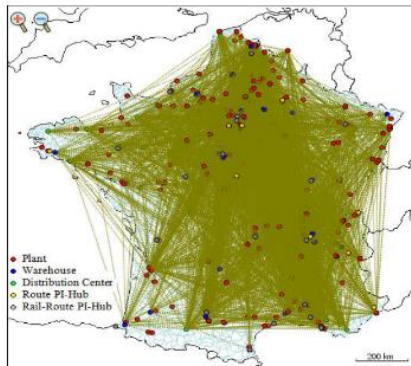 Plant
Warehouse
Distribution Center
Route PI-Hub
Rail-Route PI-Hub
200 km